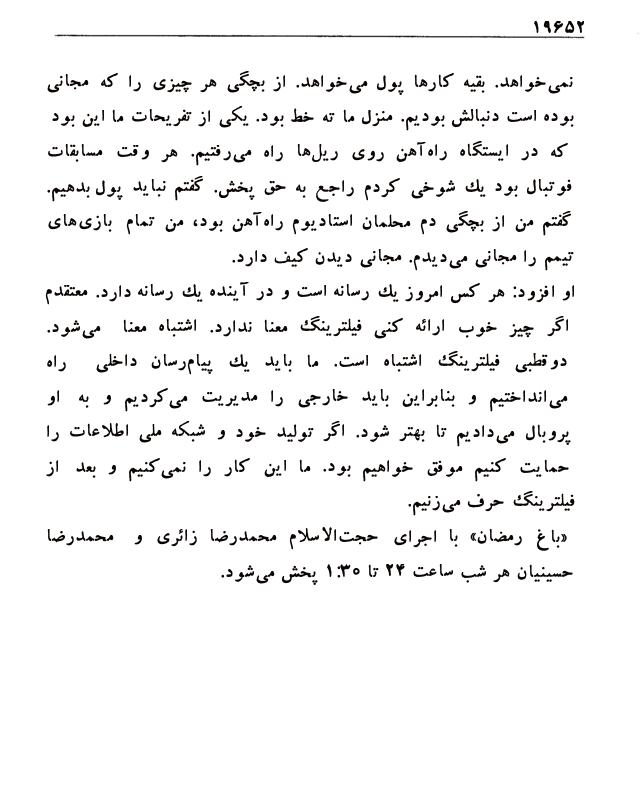 ۱۹۶۵۲
نمی‌خواهد. بقیه کارها پول می‌خواهد. از بچگی هر چیزی را که مجانی
بوده است دنبالش بودیم. منزل ما ته خط بود. یکی از تفریحات ما این بود
که در ایستگاه راه‌آهن روی ریل‌ها راه می‌رفتیم. هر وقت مسابقات
فوتبال بود یك شوخی کردم راجع به حق پخش. گفتم نباید پول بدهیم.
گفتم من از بچگی دم محلمان استادیوم راه‌آهن بود، من تمام بازی‌های
تیمم را مجانی می‌دیدم. مجانی دیدن کیف دارد.
او افزود: هر کس امروز یك رسانه است و در آینده یك رسانه دارد. معتقدم
اگر چیز خوب ارائه کنی فیلترینگ معنا ندارد. اشتباه معنا می‌شود.
دوقطبی فیلترینگ اشتباه است. ما باید یك پیام‌رسان داخلی راه
می‌انداختیم و بنابراین باید خارجی را مدیریت می‌کردیم و به او
پروبال می‌دادیم تا بهتر شود. اگر تولید خود و شبکه ملی اطلاعات را
حمایت کنیم موفق خواهیم بود. ما این کار را نمی‌کنیم و بعد از
فیلترینگ حرف می‌زنیم.
«باغ رمضان» با اجرای حجت‌الاسلام محمدرضا زائری و محمدرضا
حسینیان هر شب ساعت ۲۴ تا ۱:۳۰ پخش می‌شود.